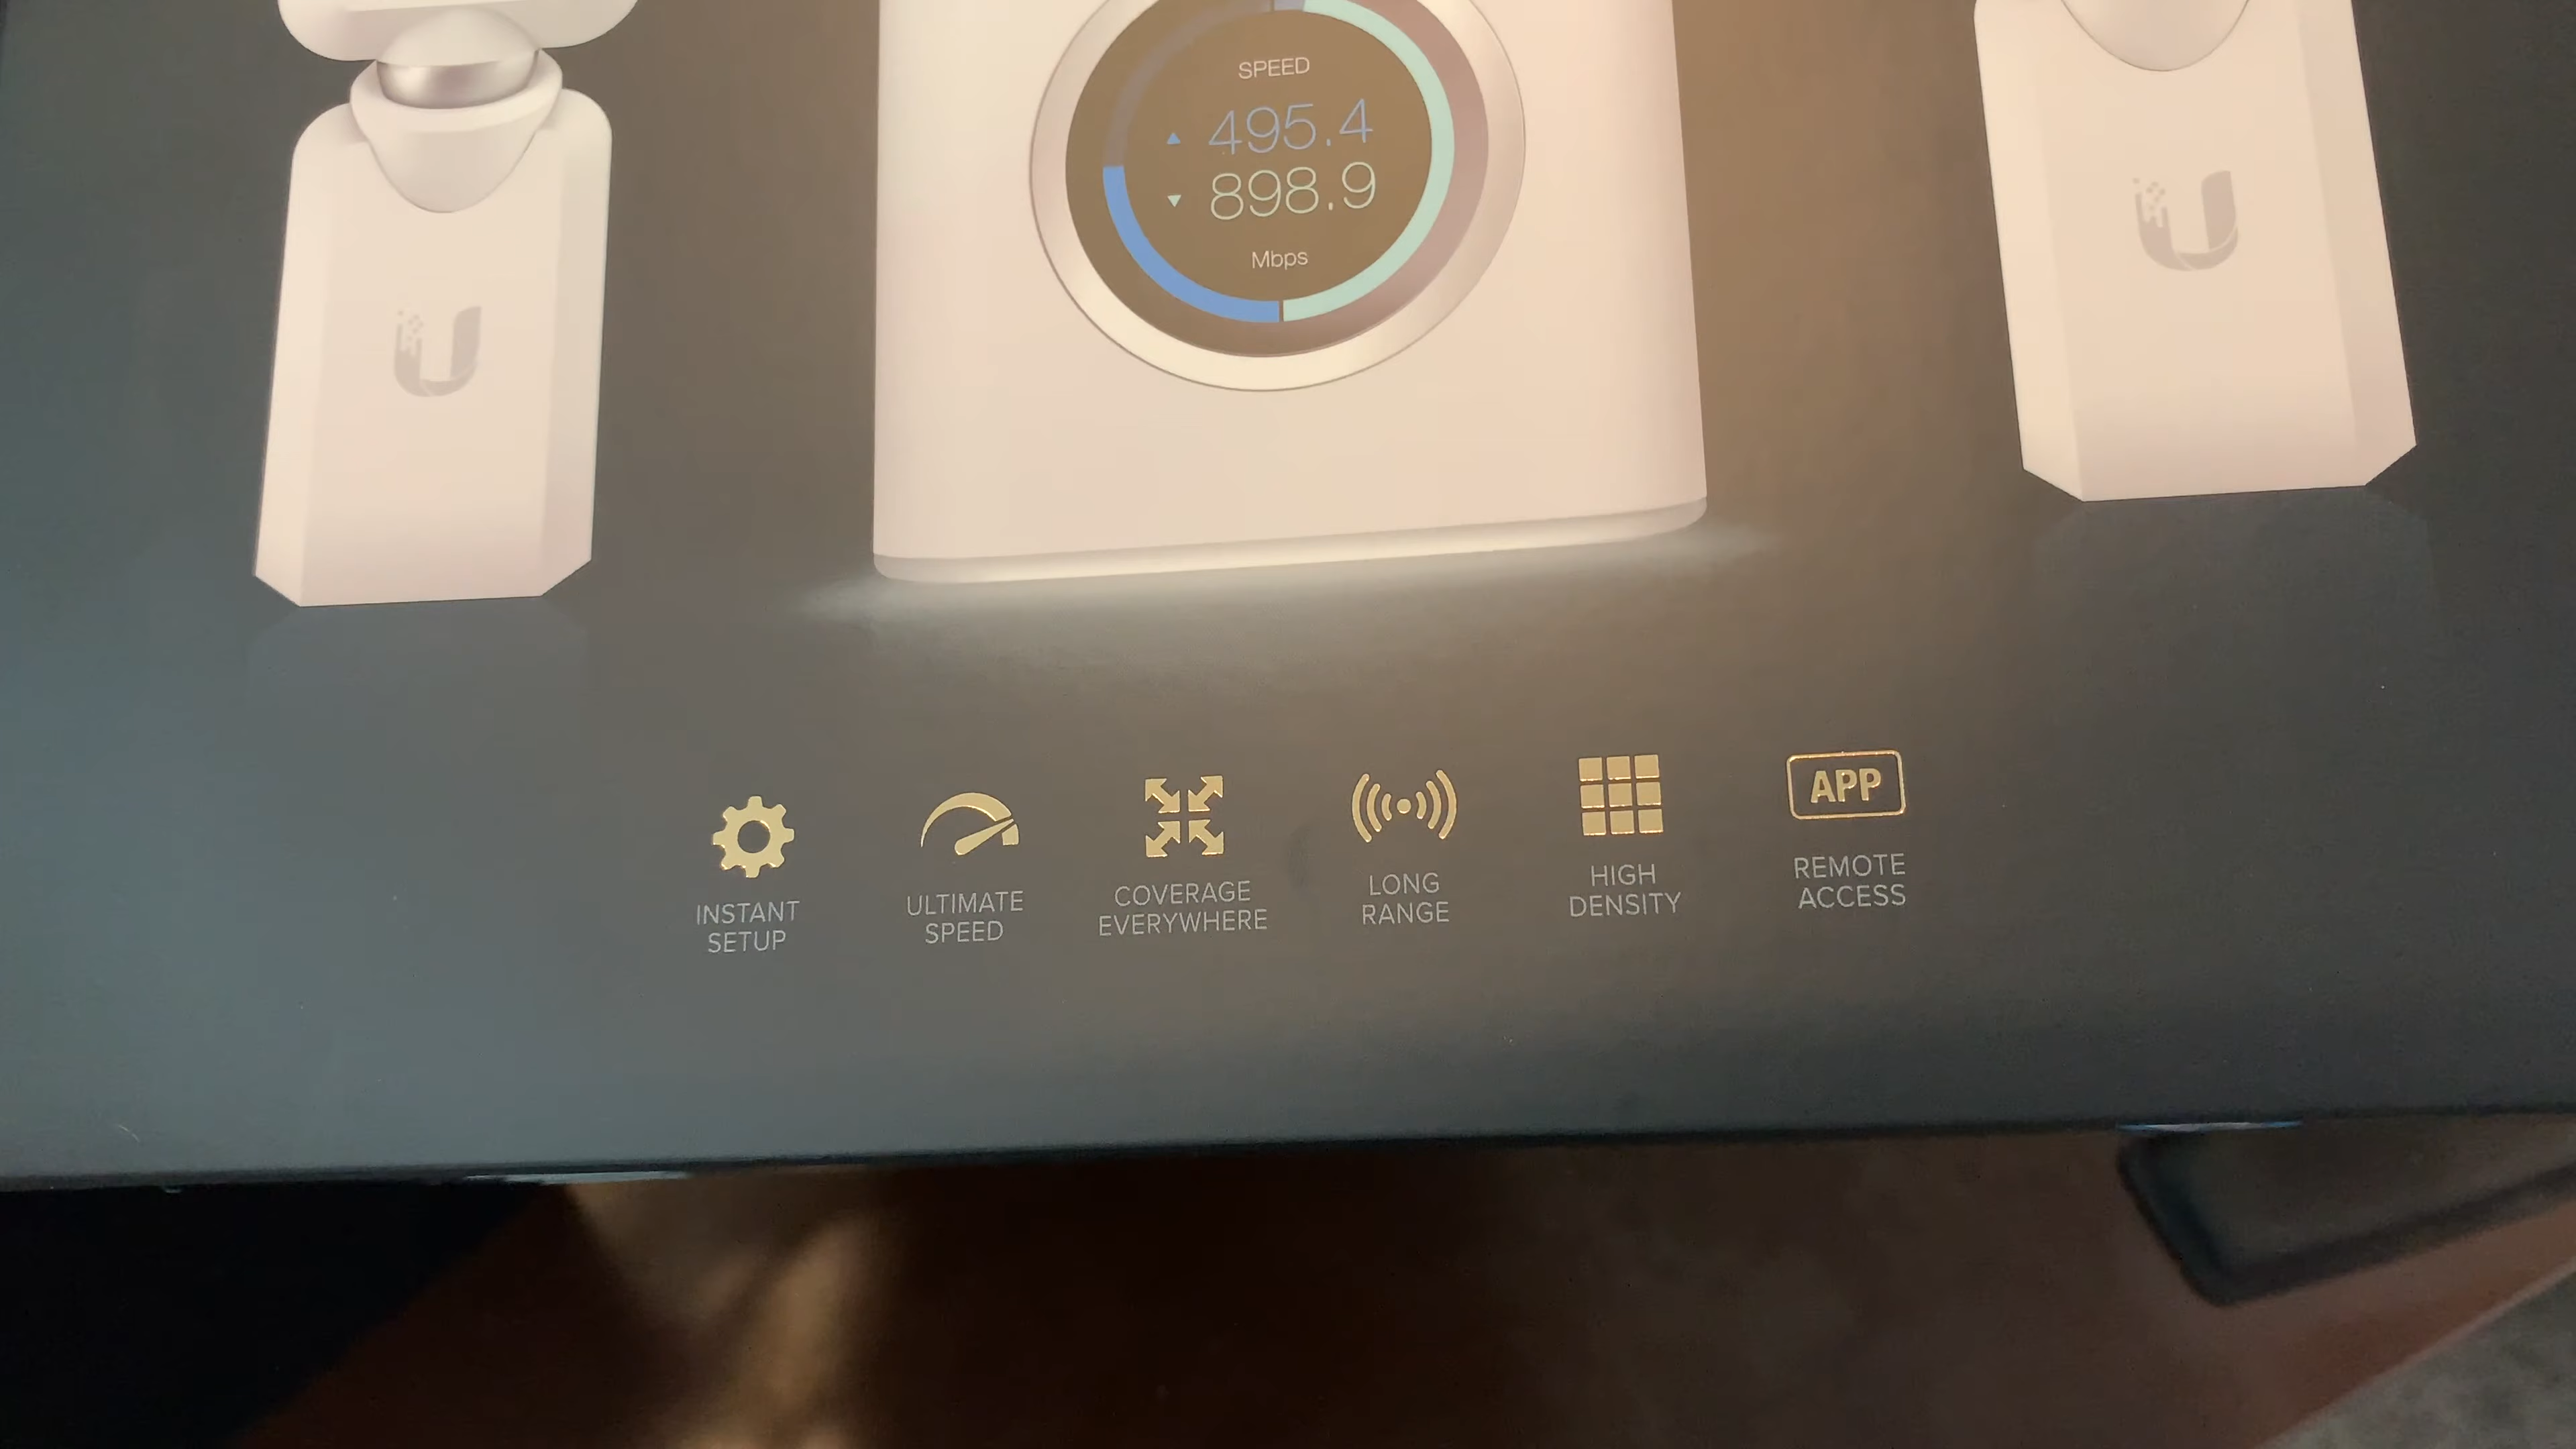 SPEED
495.4
898.9
Mbps
U
U
INSTANT
SETUP
ULTIMATE
SPEED
COVERAGE
EVERYWHERE
LONG
RANGE
HIGH
DENSITY
APP
REMOTE
ACCESS